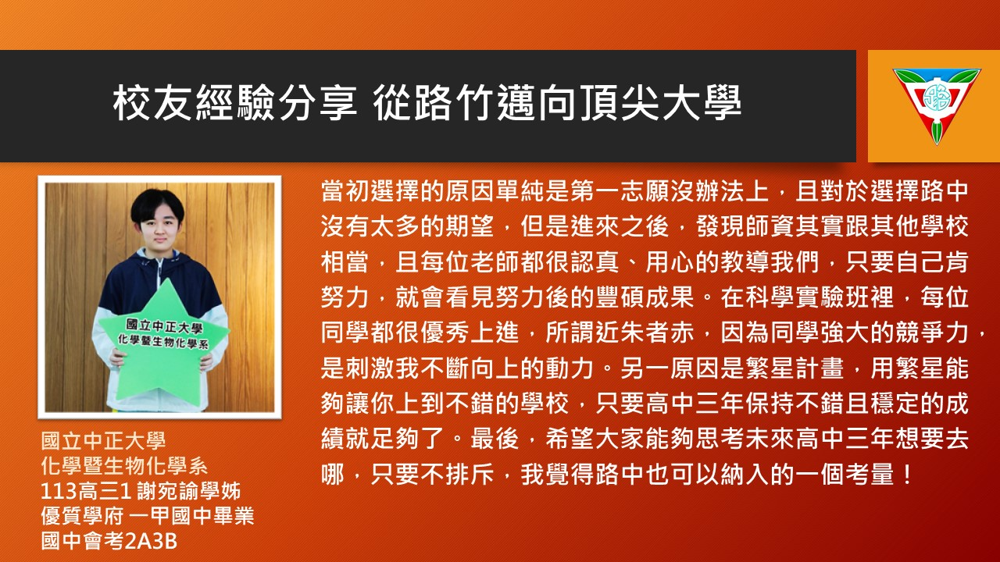 校友經驗分享 從路竹邁向頂尖大學
路
國立中正大學
化學暨生物化學系
國立中正大學
化學暨生物化學系
113高三1 謝宛諭學姊
優質學府 一甲國中畢業
國中會考2A3B
當初選擇的原因單純是第一志願沒辦法上，且對於選擇路中
沒有太多的期望，但是進來之後，發現師資其實跟其他學校
相當，且每位老師都很認真、用心的教導我們，只要自己肯
努力，就會看見努力後的豐碩成果。在科學實驗班裡，每位
同學都很優秀上進，所謂近朱者赤，因為同學強大的競爭力，
是刺激我不斷向上的動力。另一原因是繁星計畫，用繁星能
夠讓你上到不錯的學校，只要高中三年保持不錯且穩定的成
績就足夠了。最後，希望大家能夠思考未來高中三年想要去
哪，只要不排斥，我覺得路中也可以納入的一個考量！